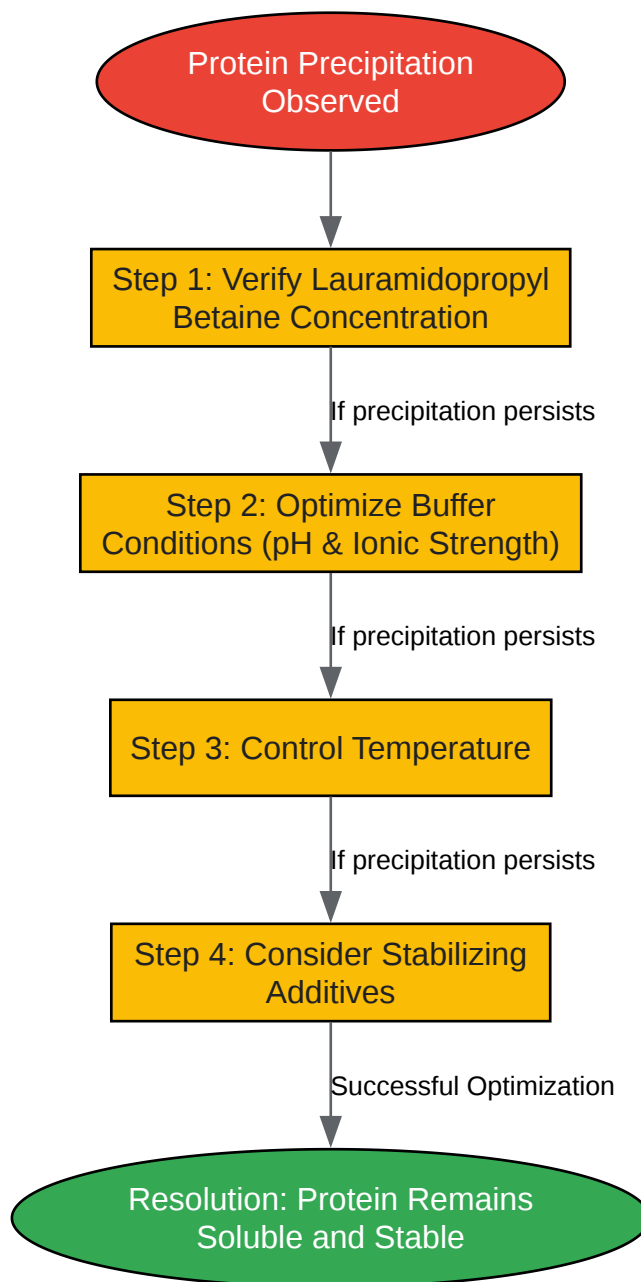 Protein Precipitation
Observed
Step 1: Verify Lauramidopropyl
Betaine Concentration
If precipitation persists
Step 2: Optimize Buffer
Conditions (pH & Ionic Strength)
If precipitation persists
Step 3: Control Temperature
If precipitation persists
Step 4: Consider Stabilizing
Additives
Successful Optimization
Resolution: Protein Remains
Soluble and Stable